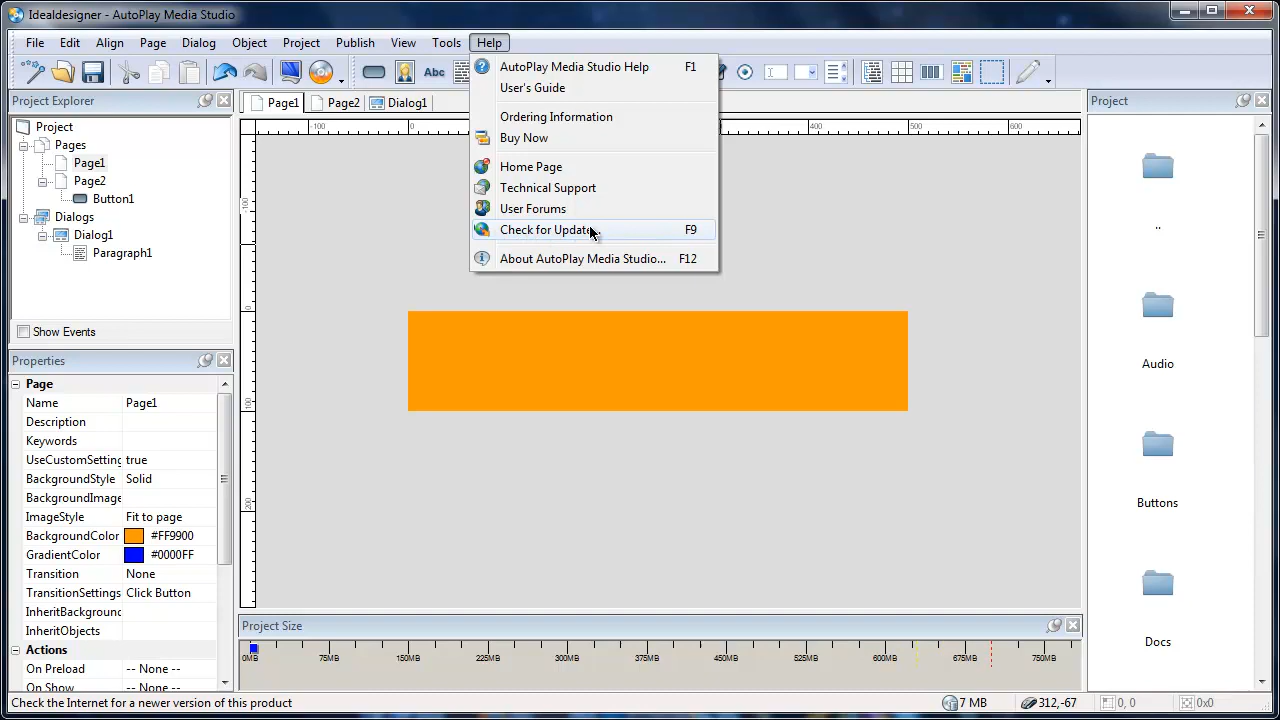 Idealdesigner - AutoPlay Media Studio
File Edit Align Page Dialog Object Project Publish View Tools Help
Abc
AutoPlay Media Studio Help F1
User's Guide
Ordering Information
Buy Now
Home Page
Technical Support
User Forums
Check for Update F9
About AutoPlay Media Studio... F12
Project Explorer
Project
Pages
Page1
Page2
Button1
Dialogs
Dialog1
Paragraph1
Show Events
Properties
Page
Name Page1
Description
Keywords
UseCustomSetting true
BackgroundStyle Solid
BackgroundImage
ImageStyle Fit to page
BackgroundColor #FF9900
GradientColor #0000FF
Transition None
TransitionSettings Click Button
InheritBackground
InheritObjects
Actions
On Preload -- None --
On Show -- None --
Page1 Page2 Dialog1
-100 0 400 500 600
-100
0
100
200
Project Size
0MB 75MB 150MB 225MB 300MB 375MB 450MB 525MB 600MB 675MB 750MB
Project
..
Audio
Buttons
Docs
Check the Internet for a newer version of this product
7 MB 312,-67 0, 0 0x0